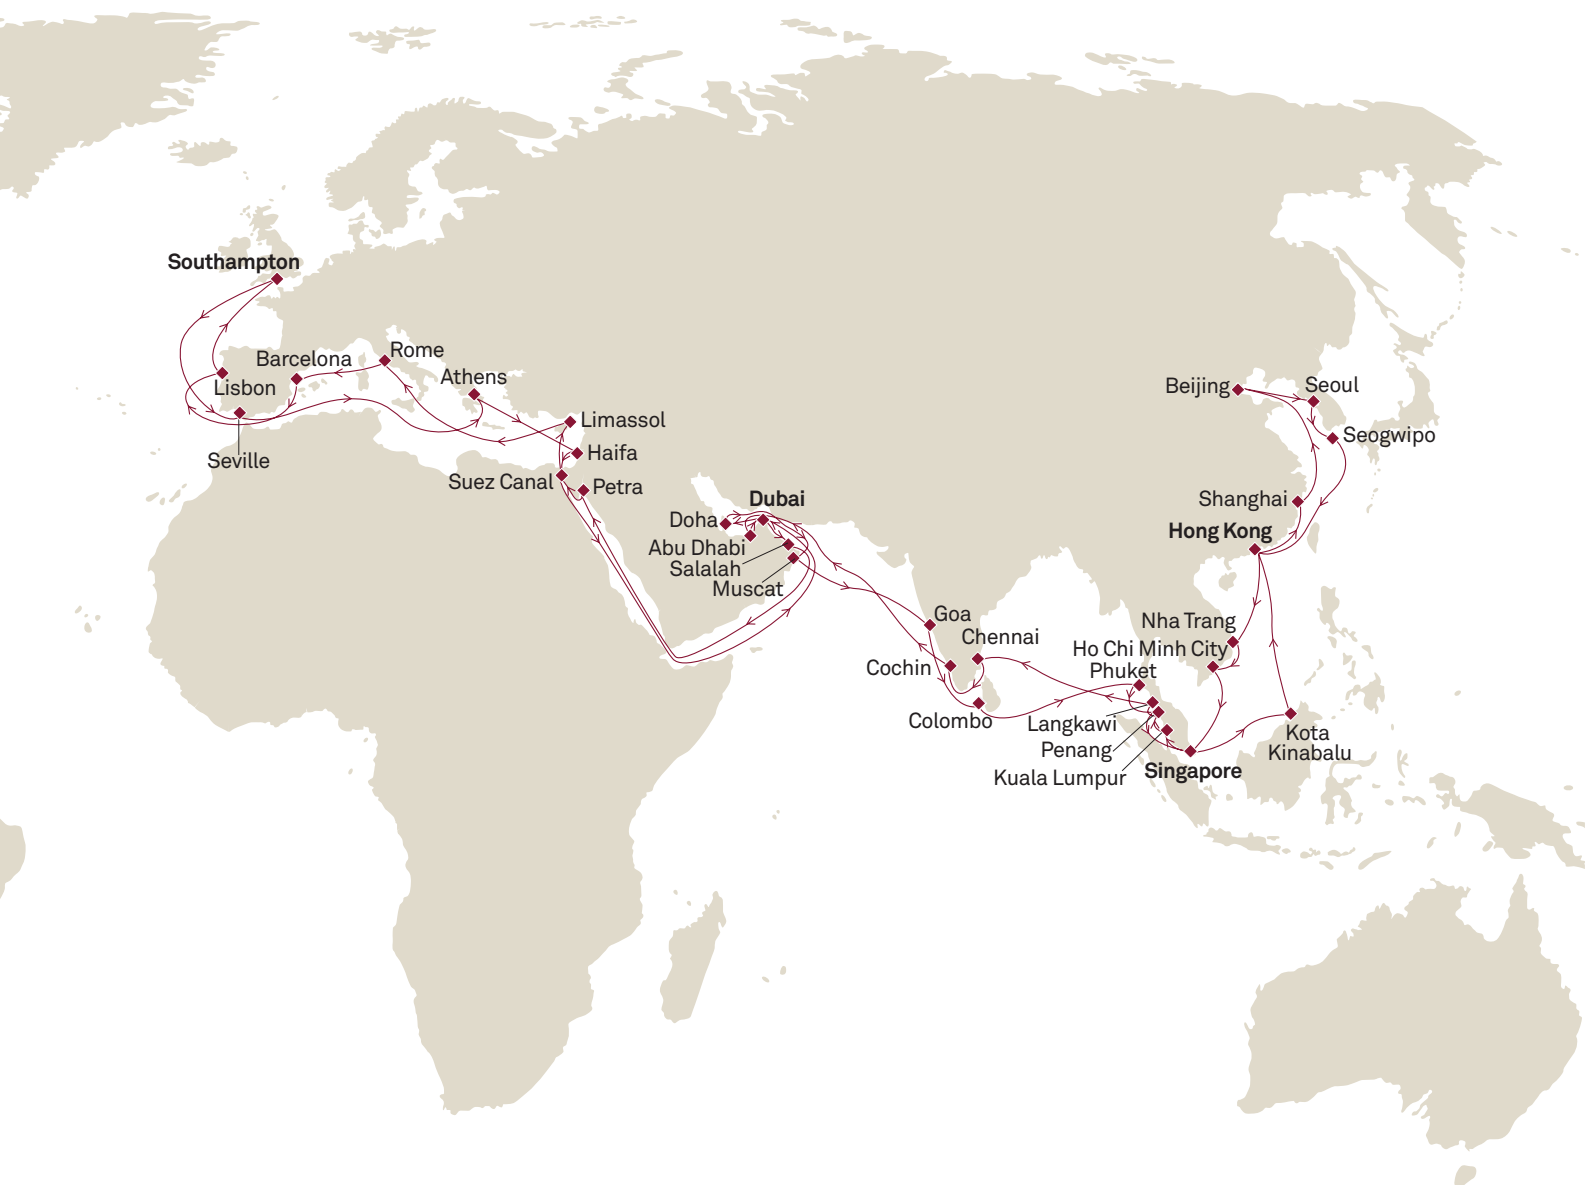 Southampton
Rome
Barcelona
Athens
Lisbon
Limassol
Haifa
Seville
Suez Canal
Petra
Beijing
Seoul
Seogwipo
Shanghai
Hong Kong
Dubai
Doha
Abu Dhabi
Salalah
Muscat
Goa
Chennai
Cochin
Colombo
Nha Trang
Ho Chi Minh City
Phuket
Langkawi
Penang
Kuala Lumpur
Singapore
Kota
Kinabalu